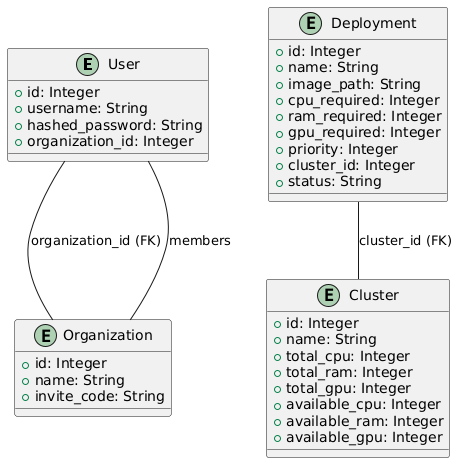 E User
id: Integer
username: String
hashed_password: String
organization_id: Integer
E Deployment
id: Integer
name: String
image_path: String
cpu_required: Integer
ram_required: Integer
gpu_required: Integer
priority: Integer
cluster_id: Integer
status: String
organization_id (FK)
members
cluster_id (FK)
E Organization
id: Integer
name: String
invite_code: String
E Cluster
id: Integer
name: String
total_cpu: Integer
total_ram: Integer
total_gpu: Integer
available_cpu: Integer
available_ram: Integer
available_gpu: Integer